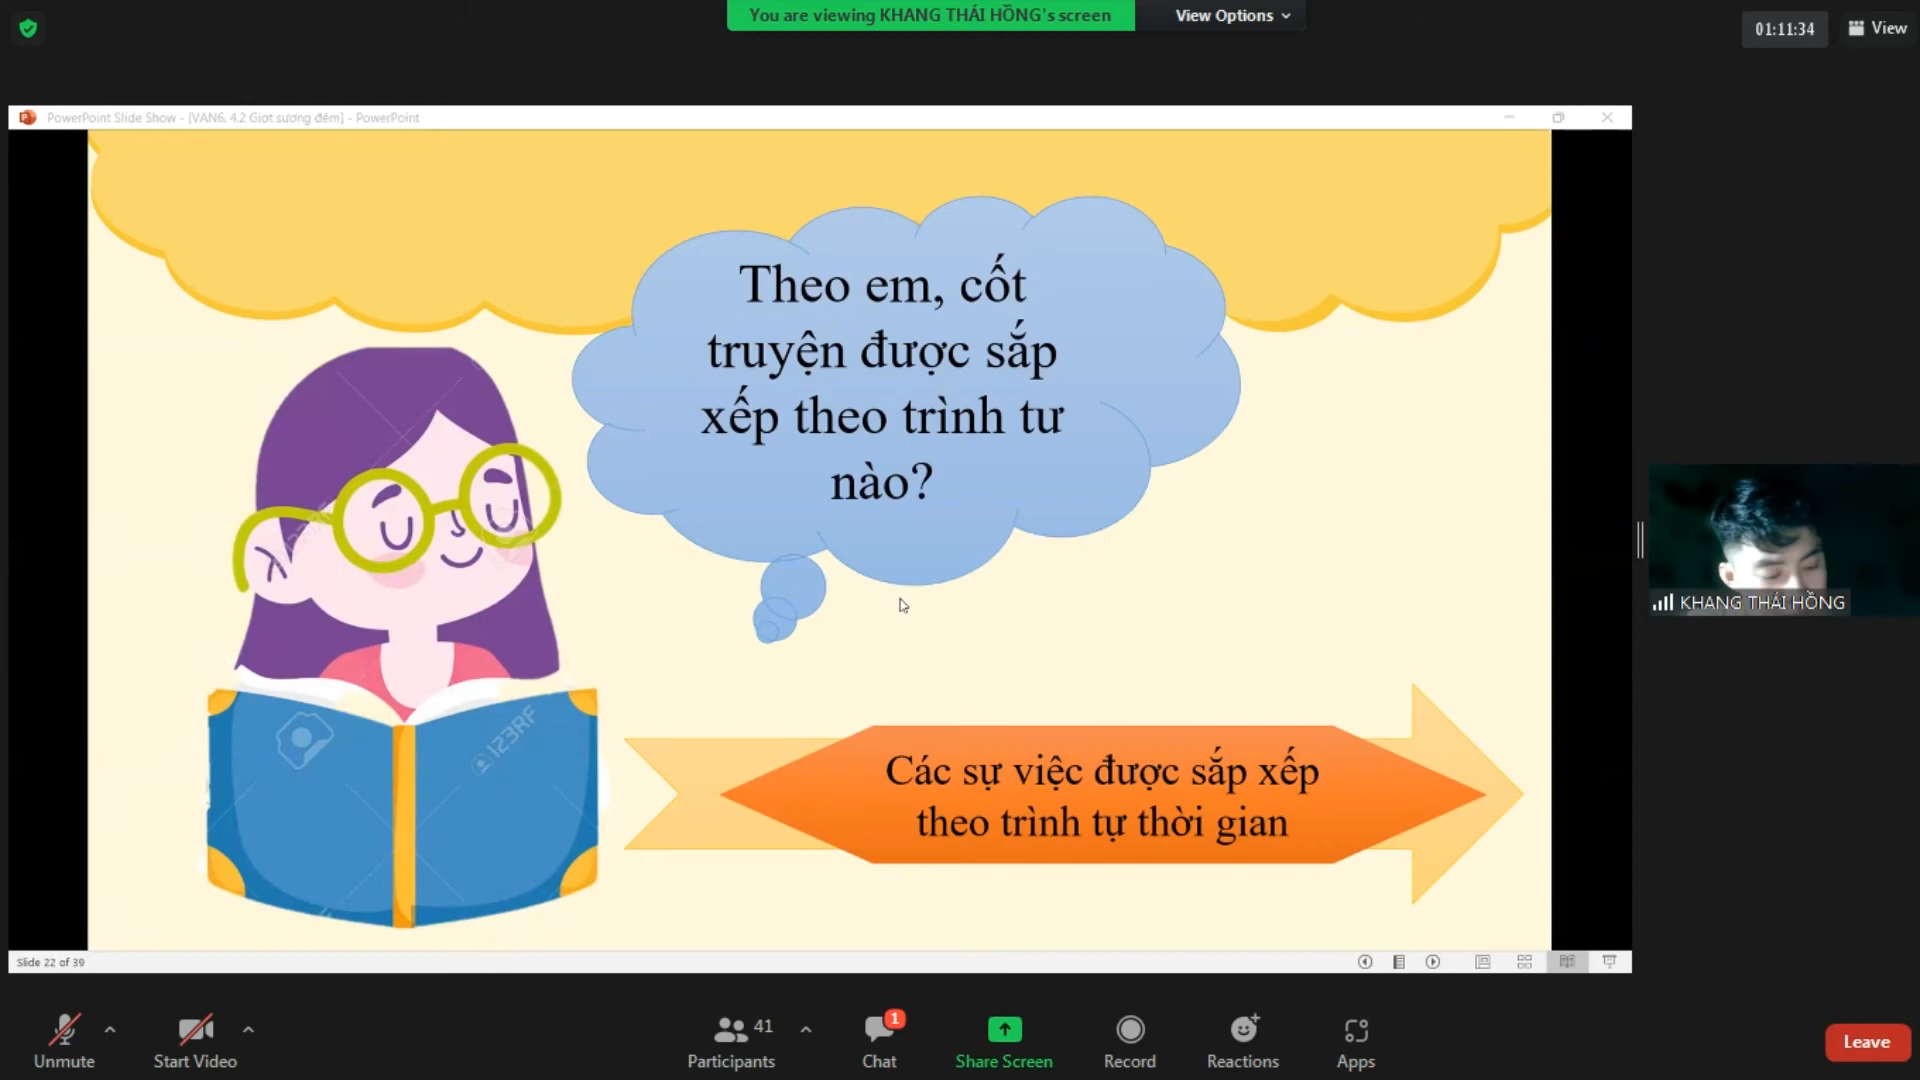 You are viewing KHANG THÁI HỒNG's screen
View Options
01:11:34
View
PowerPoint Slide Show - [VAN6. 4.2 Giọt sương đêm] - PowerPoint
Theo em, cốt
truyện được sắp
xếp theo trình tư
nào?
123RF
Các sự việc được sắp xếp
theo trình tự thời gian
KHANG THÁI HỒNG
Slide 22 of 39
Unmute
Start Video
41
Participants
1
Chat
Share Screen
Record
Reactions
Apps
Leave